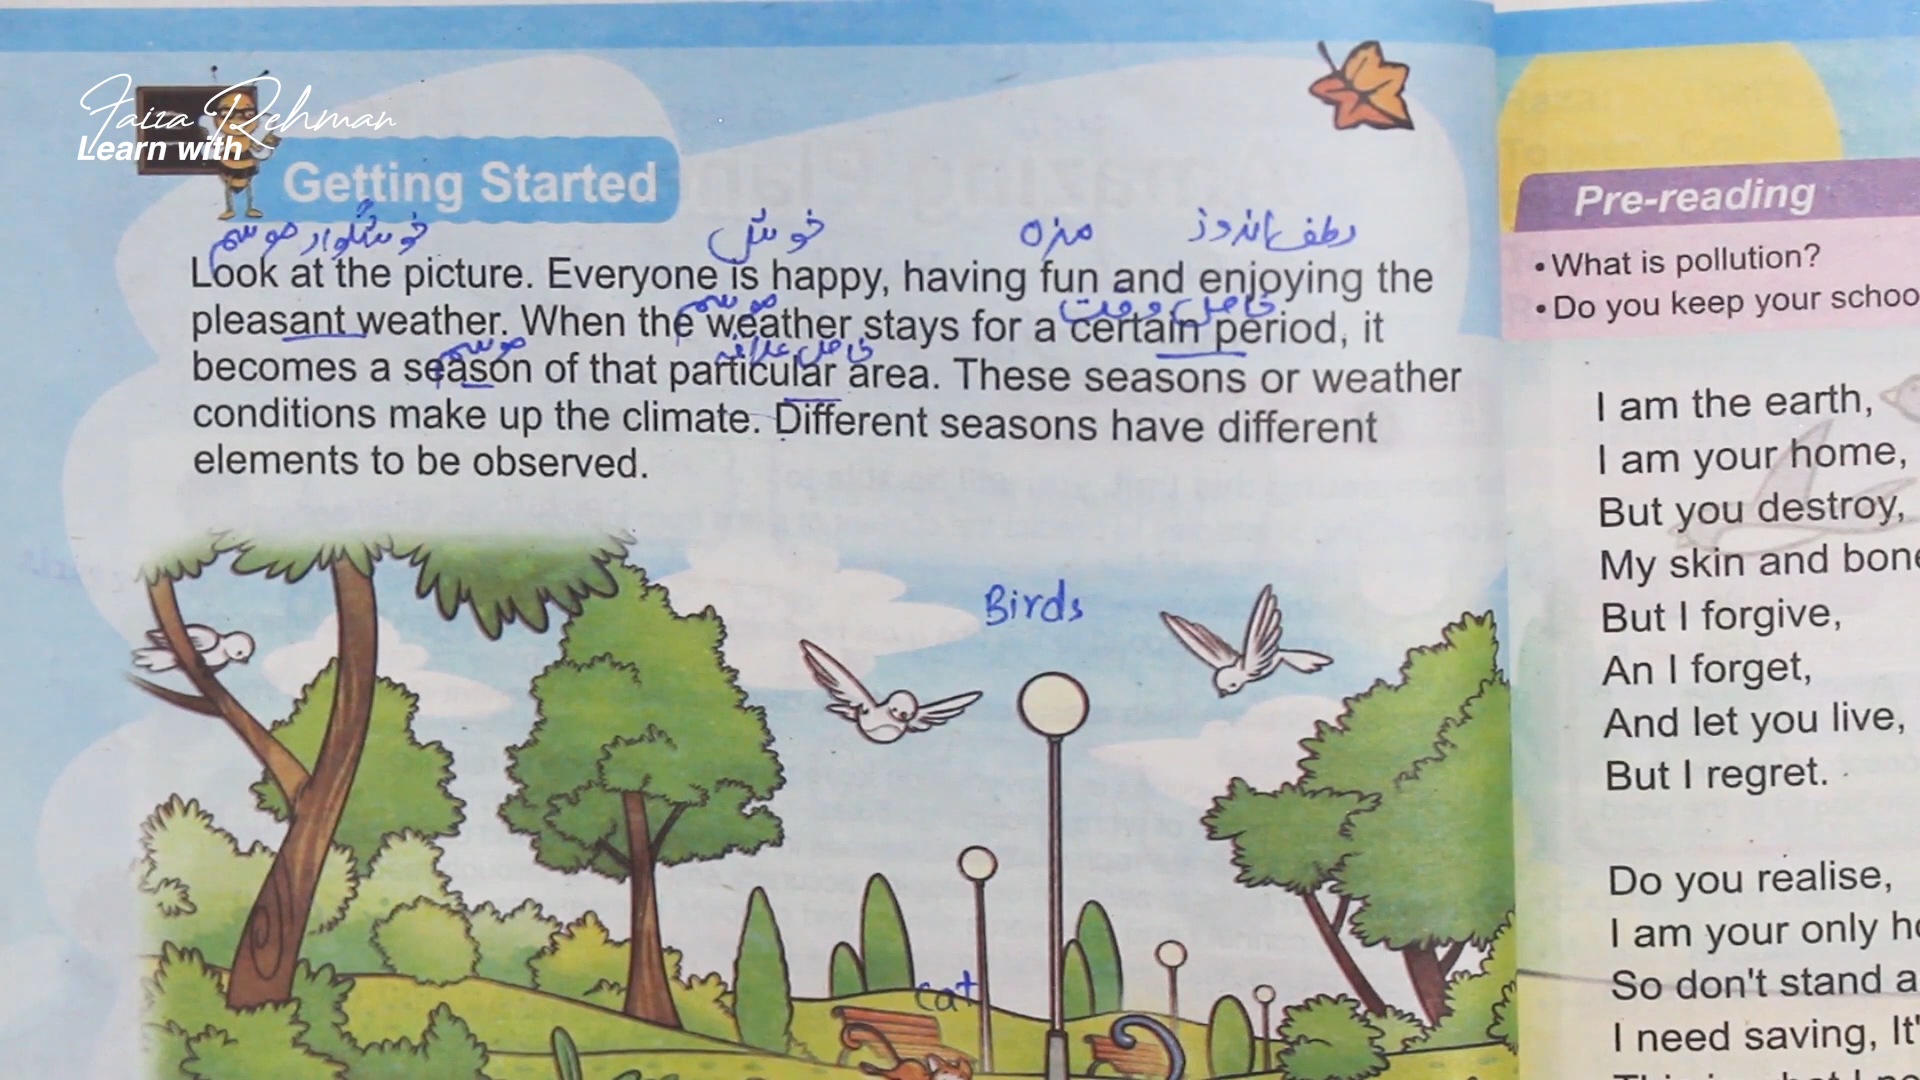 Faiza Rehman
Learn with
Getting Started
خوشگوار موسم
خوش
مزہ
لطف اندوز
Look at the picture. Everyone is happy, having fun and enjoying the
موسم
خاص وقت
pleasant weather. When the weather stays for a certain period, it
موسم
خاص علاقہ
becomes a season of that particular area. These seasons or weather
conditions make up the climate. Different seasons have different
elements to be observed.
Birds
cat
Pre-reading
• What is pollution?
• Do you keep your schoo
I am the earth,
I am your home,
But you destroy,
My skin and bone
But I forgive,
An I forget,
And let you live,
But I regret.
Do you realise,
I am your only ho
So don't stand a
I need saving, It'